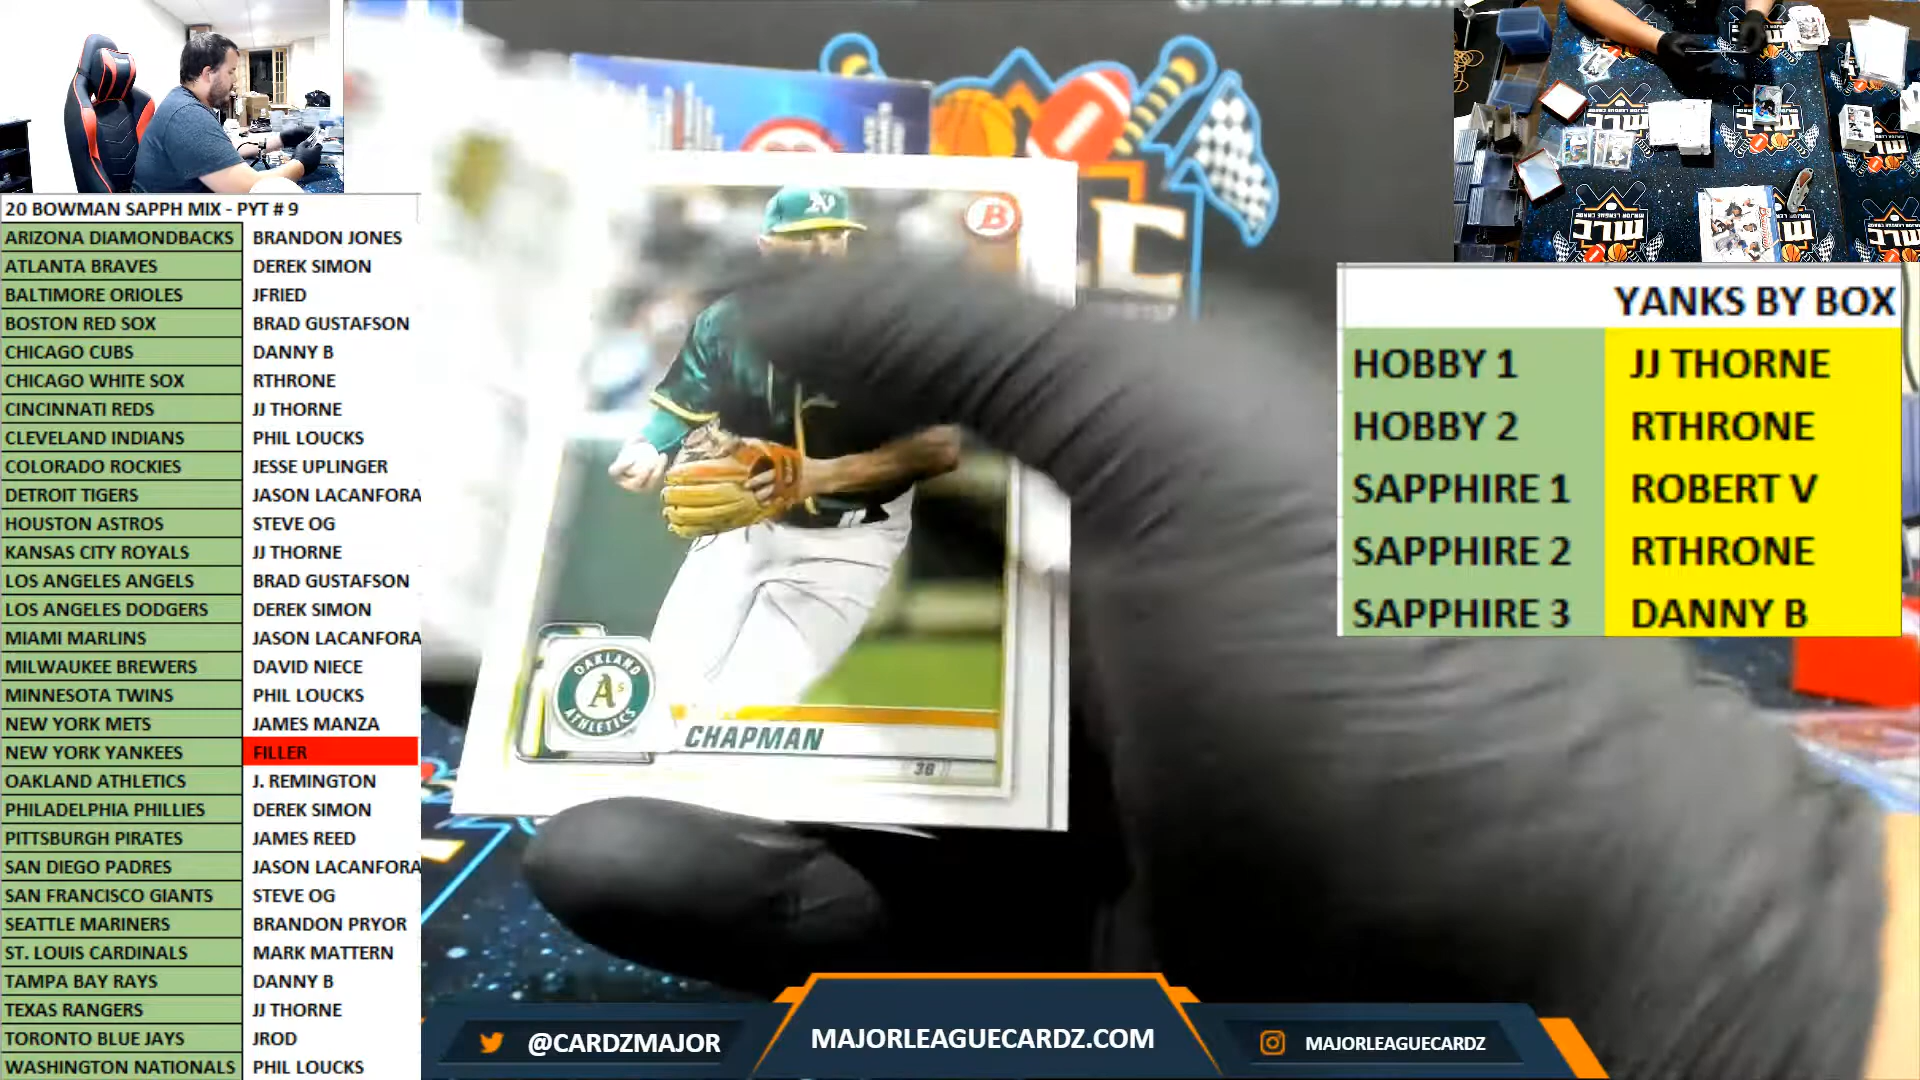 20 BOWMAN SAPPH MIX - PYT # 9
ARIZONA DIAMONDBACKS BRANDON JONES
ATLANTA BRAVES DEREK SIMON
BALTIMORE ORIOLES JFRIED
BOSTON RED SOX BRAD GUSTAFSON
CHICAGO CUBS DANNY B
CHICAGO WHITE SOX RTHRONE
CINCINNATI REDS JJ THORNE
CLEVELAND INDIANS PHIL LOUCKS
COLORADO ROCKIES JESSE UPLINGER
DETROIT TIGERS JASON LACANFORA
HOUSTON ASTROS STEVE OG
KANSAS CITY ROYALS JJ THORNE
LOS ANGELES ANGELS BRAD GUSTAFSON
LOS ANGELES DODGERS DEREK SIMON
MIAMI MARLINS JASON LACANFORA
MILWAUKEE BREWERS DAVID NIECE
MINNESOTA TWINS PHIL LOUCKS
NEW YORK METS JAMES MANZA
NEW YORK YANKEES FILLER
OAKLAND ATHLETICS J. REMINGTON
PHILADELPHIA PHILLIES DEREK SIMON
PITTSBURGH PIRATES JAMES REED
SAN DIEGO PADRES JASON LACANFORA
SAN FRANCISCO GIANTS STEVE OG
SEATTLE MARINERS BRANDON PRYOR
ST. LOUIS CARDINALS MARK MATTERN
TAMPA BAY RAYS DANNY B
TEXAS RANGERS JJ THORNE
TORONTO BLUE JAYS JROD
WASHINGTON NATIONALS PHIL LOUCKS
YANKS BY BOX
HOBBY 1 JJ THORNE
HOBBY 2 RTHRONE
SAPPHIRE 1 ROBERT V
SAPPHIRE 2 RTHRONE
SAPPHIRE 3 DANNY B
B
OAKLAND
A's
ATHLETICS
CHAPMAN
@CARDZMAJOR
MAJORLEAGUECARDZ.COM
MAJORLEAGUECARDZ